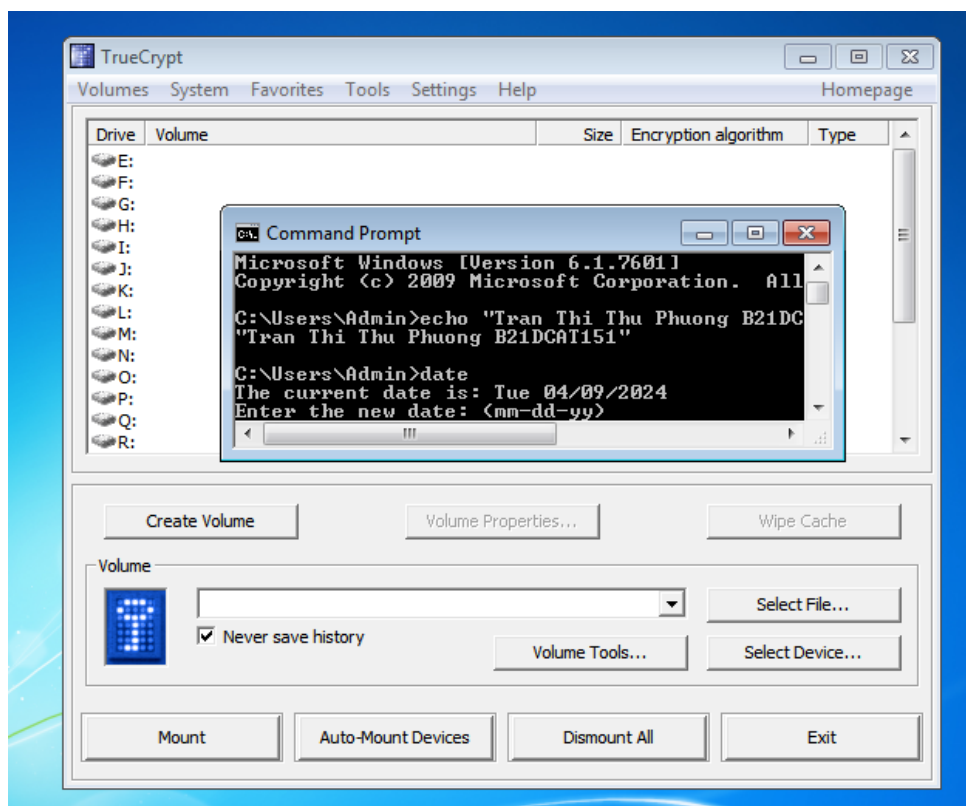 TrueCrypt
Volumes System Favorites Tools Settings Help Homepage
Drive Volume Size Encryption algorithm Type
E:
F:
G:
H:
I:
J:
K:
L:
M:
N:
O:
P:
Q:
R:
C:\. Command Prompt
Microsoft Windows [Version 6.1.7601]
Copyright (c) 2009 Microsoft Corporation. All
C:\Users\Admin>echo "Tran Thi Thu Phuong B21DC
"Tran Thi Thu Phuong B21DCAT151"
C:\Users\Admin>date
The current date is: Tue 04/09/2024
Enter the new date: (mm-dd-yy)
Create Volume Volume Properties... Wipe Cache
Volume
Select File...
Never save history
Volume Tools... Select Device...
Mount Auto-Mount Devices Dismount All Exit